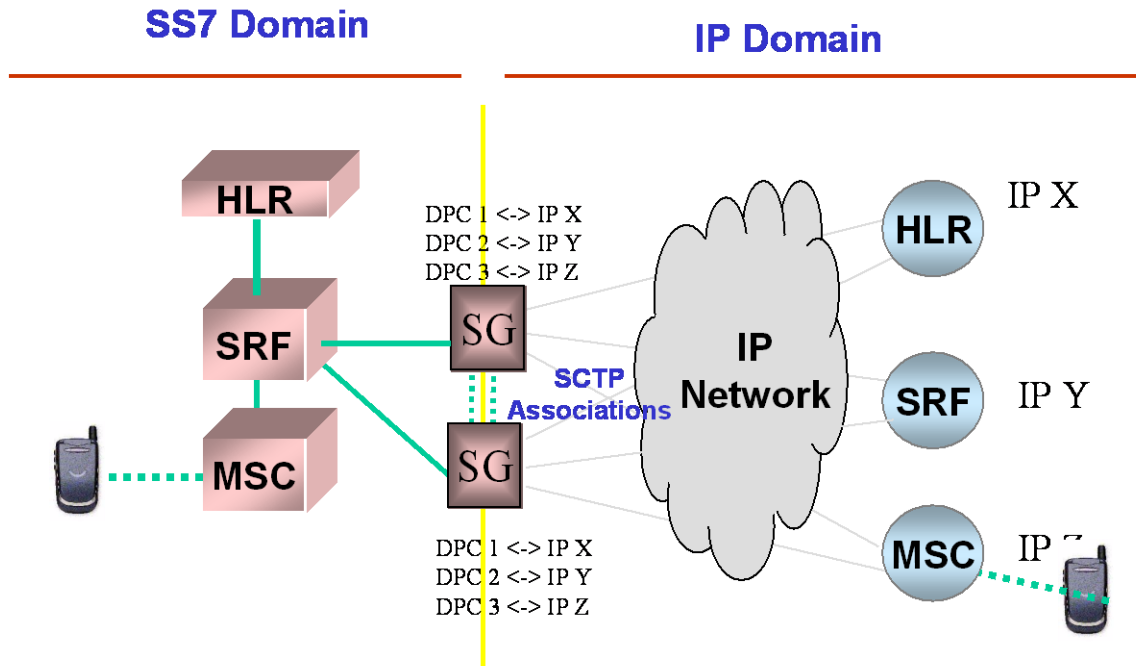 SS7 Domain
IP Domain
HLR
DPC 1 <-> IP X
DPC 2 <-> IP Y
DPC 3 <-> IP Z
HLR
IP X
SRF
SG
SCTP
Associations
IP
Network
SRF
IP Y
MSC
SG
DPC 1 <-> IP X
DPC 2 <-> IP Y
DPC 3 <-> IP Z
MSC
IP